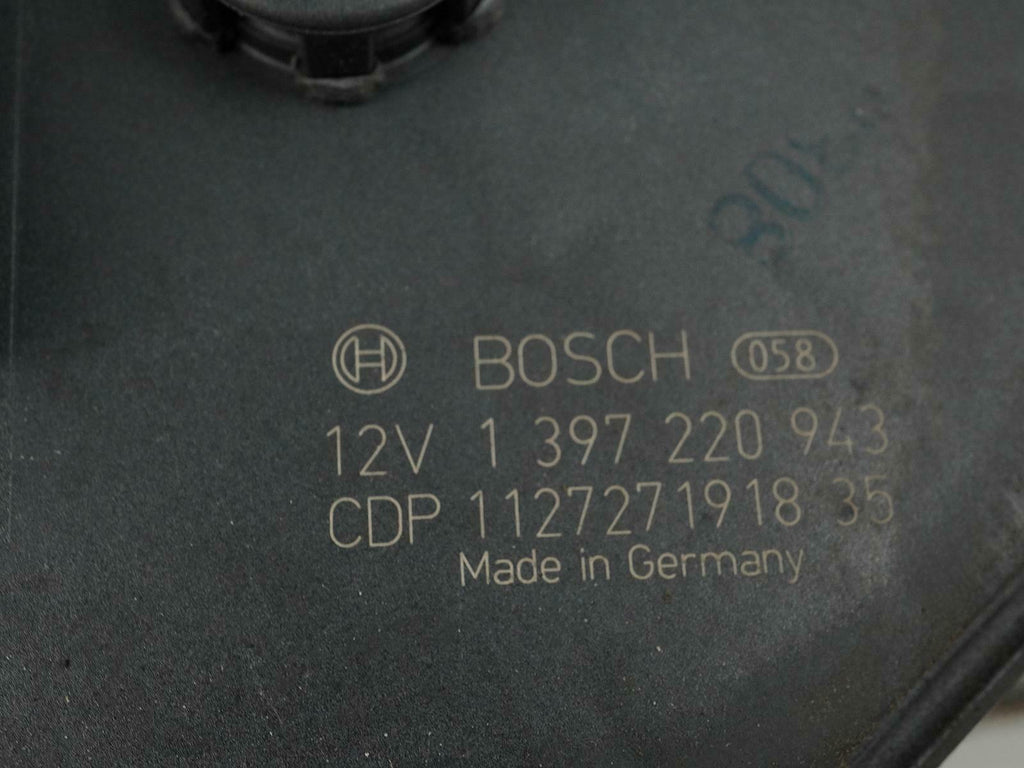 BOSCH 058
12V 1 397 220 943
CDP 1127271918 35
Made in Germany